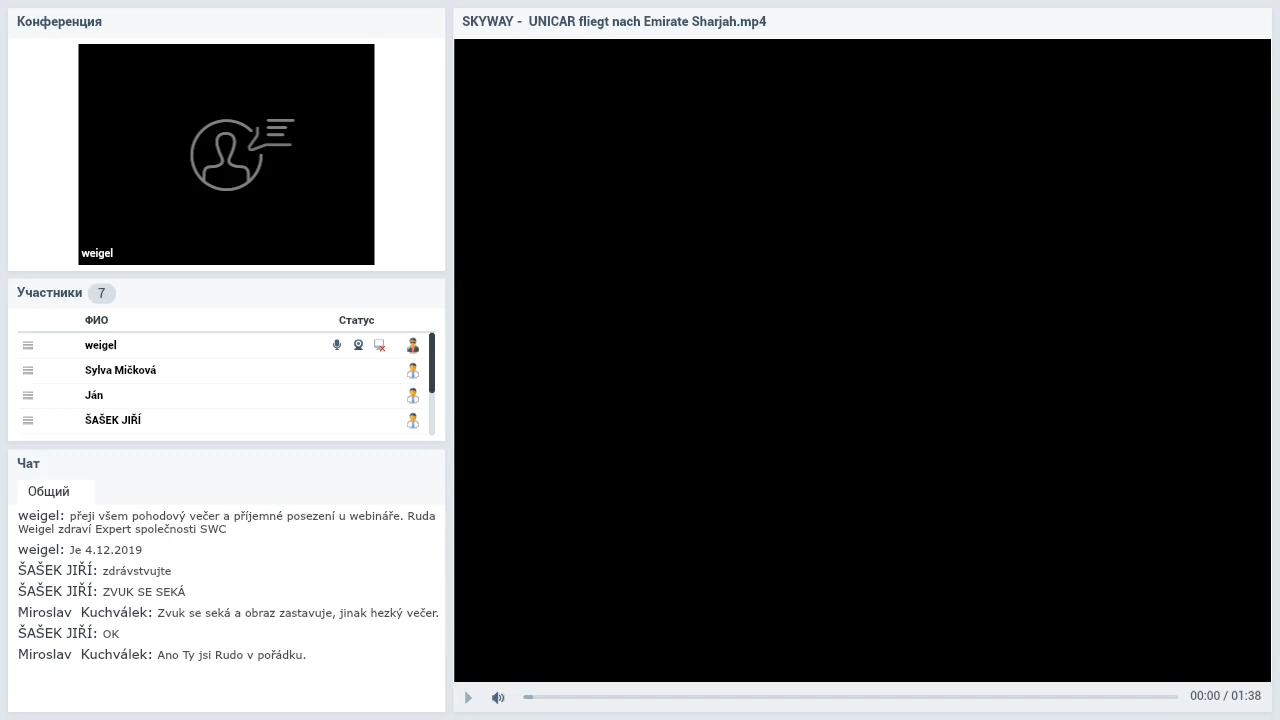 Конференция
weigel
Участники 7
ФИО Статус
weigel
Sylva Mičková
Ján
ŠAŠEK JIŘÍ
Чат
Общий
weigel: přeji všem pohodový večer a příjemné posezení u webináře. Ruda
Weigel zdraví Expert společnosti SWC
weigel: Je 4.12.2019
ŠAŠEK JIŘÍ: zdrávstvujte
ŠAŠEK JIŘÍ: ZVUK SE SEKÁ
Miroslav Kuchválek: Zvuk se seká a obraz zastavuje, jinak hezký večer.
ŠAŠEK JIŘÍ: OK
Miroslav Kuchválek: Ano Ty jsi Rudo v pořádku.
SKYWAY - UNICAR fliegt nach Emirate Sharjah.mp4
00:00 / 01:38